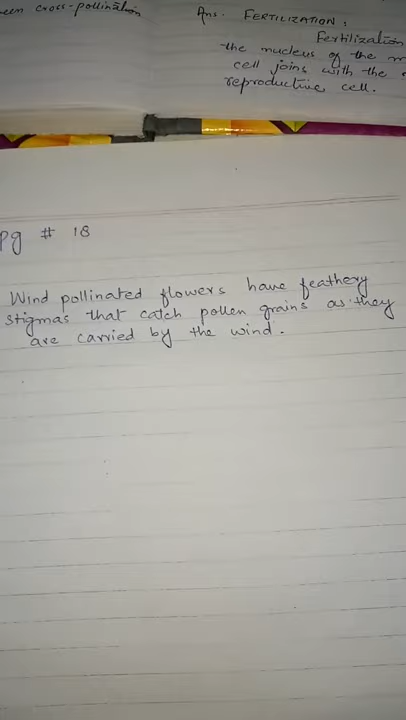 een cross-pollination
Ans. FERTILIZATION:
Fertilization
the nucleus of the m
cell joins with the
reproductive cell.
pg # 18
Wind pollinated flowers have feathery
stigmas that catch pollen grains as they
are carried by the wind.